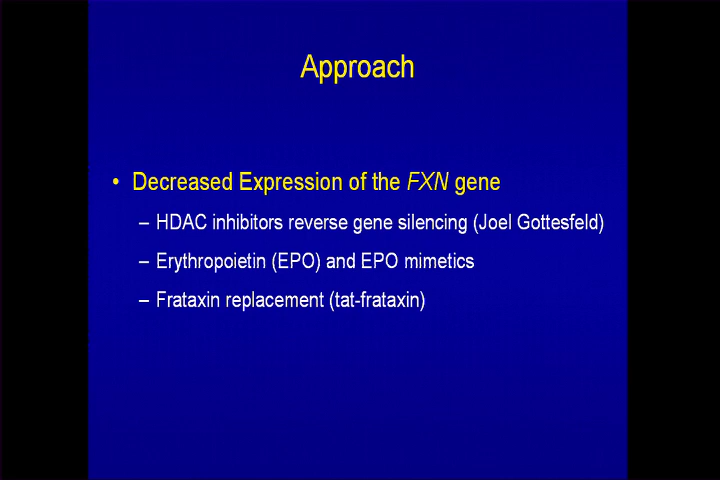 Approach
• Decreased Expression of the FXN gene
– HDAC inhibitors reverse gene silencing (Joel Gottesfeld)
– Erythropoietin (EPO) and EPO mimetics
– Frataxin replacement (tat-frataxin)